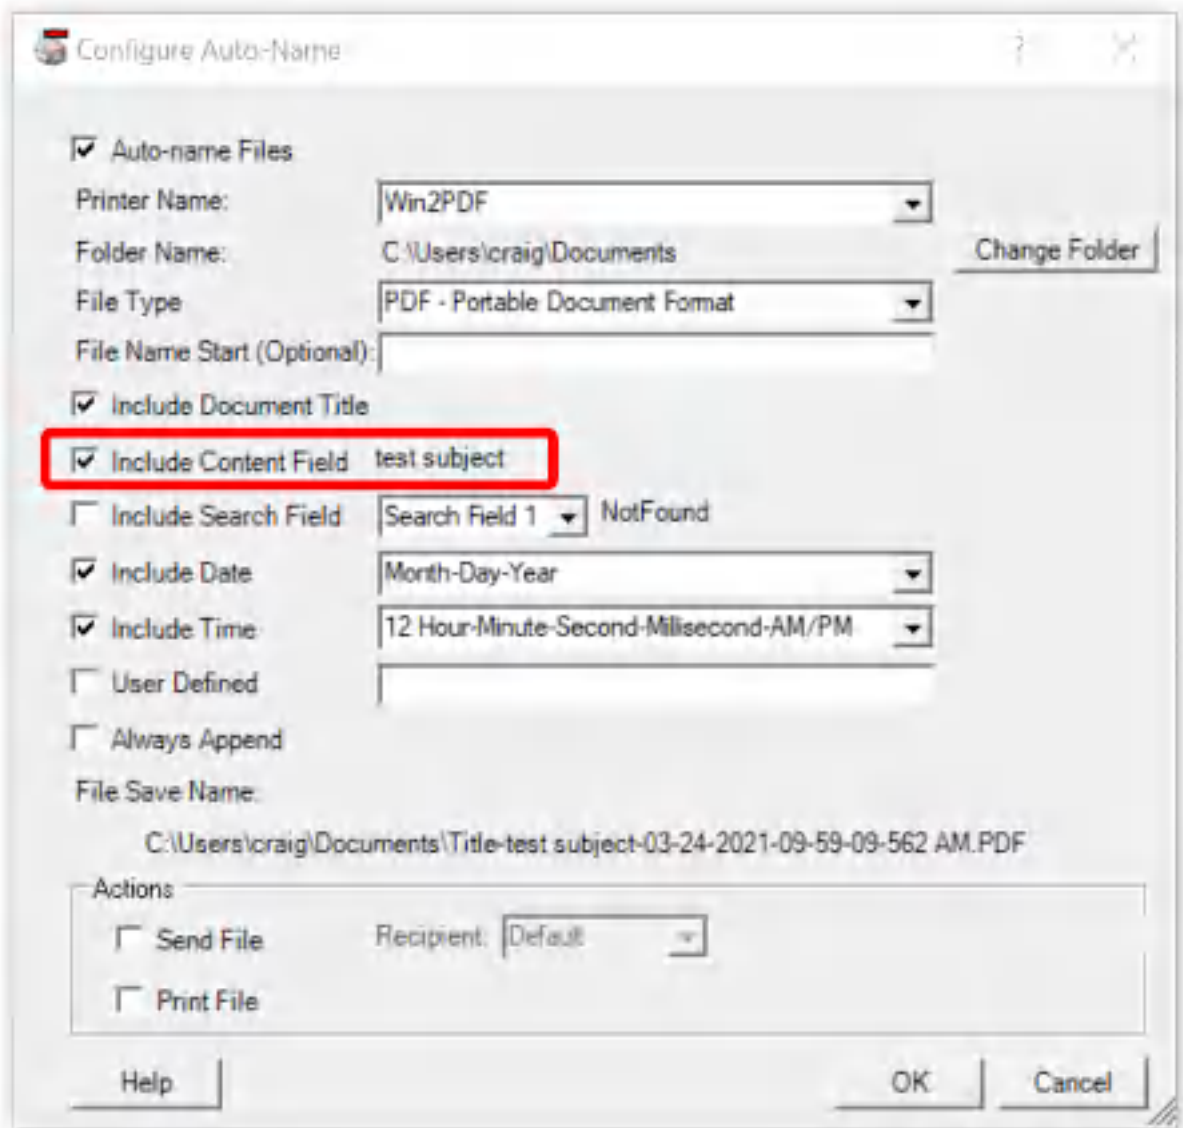 Configure Auto-Name
Auto-name Files
Printer Name: Win2PDF
Folder Name: C:\Users\craig\Documents Change Folder
File Type PDF - Portable Document Format
File Name Start (Optional):
Include Document Title
Include Content Field test subject
Include Search Field Search Field 1 NotFound
Include Date Month-Day-Year
Include Time 12 Hour-Minute-Second-Millisecond-AM/PM
User Defined
Always Append
File Save Name:
C:\Users\craig\Documents\Title-test subject-03-24-2021-09-59-09-562 AM.PDF
Actions
Send File Recipient: Default
Print File
Help OK Cancel